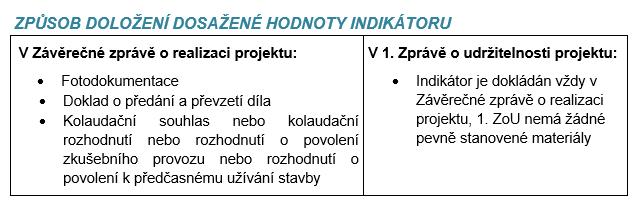 ZPŮSOB DOLOŽENÍ DOSAŽENÉ HODNOTY INDIKÁTORU
V Závěrečné zprávě o realizaci projektu:
• Fotodokumentace
• Doklad o předání a převzetí díla
• Kolaudační souhlas nebo kolaudační
rozhodnutí nebo rozhodnutí o povolení
zkušebního provozu nebo rozhodnutí o
povolení k předčasnému užívání stavby
V 1. Zprávě o udržitelnosti projektu:
• Indikátor je dokládán vždy v
Závěrečné zprávě o realizaci
projektu, 1. ZoU nemá žádné
pevně stanovené materiály